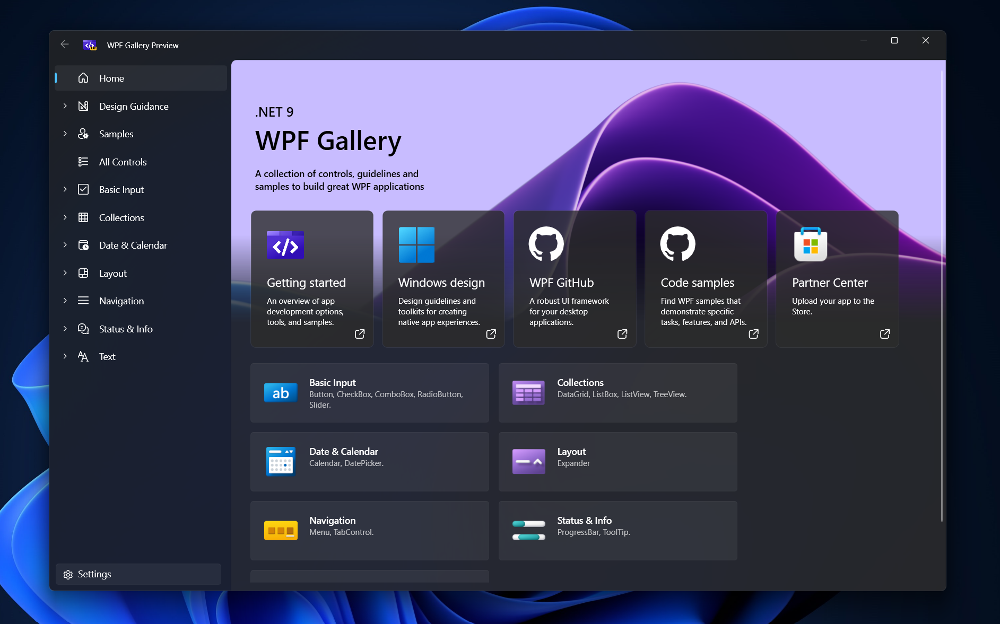 WPF Gallery Preview
Home
Design Guidance
Samples
All Controls
Basic Input
Collections
Date & Calendar
Layout
Navigation
Status & Info
Text
Settings
.NET 9
WPF Gallery
A collection of controls, guidelines and
samples to build great WPF applications
Getting started
An overview of app
development options,
tools, and samples.
Windows design
Design guidelines and
toolkits for creating
native app experiences.
WPF GitHub
A robust UI framework
for your desktop
applications.
Code samples
Find WPF samples that
demonstrate specific
tasks, features, and APIs.
Partner Center
Upload your app to the
Store.
ab
Basic Input
Button, CheckBox, ComboBox, RadioButton,
Slider.
Collections
DataGrid, ListBox, ListView, TreeView.
Date & Calendar
Calendar, DatePicker.
Layout
Expander
Navigation
Menu, TabControl.
Status & Info
ProgressBar, ToolTip.